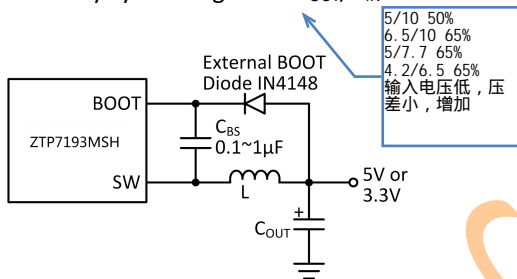 5/10 50%
6.5/10 65%
5/7.7 65%
4.2/6.5 65%
输入电压低，压
差小，增加
External BOOT
Diode IN4148
BOOT
C_BS
0.1~1μF
ZTP7193MSH
SW
L
5V or
3.3V
+
C_OUT